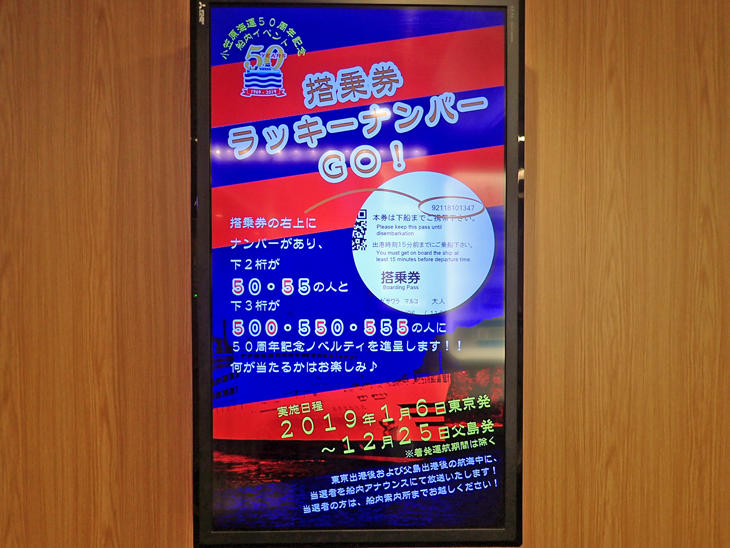 小笠原海運50周年記念
船内イベント
50
1969-2019
搭乗券
ラッキーナンバー
GO!
92118101347
本券は下船までご携帯下さい。
Please keep this pass until
disembarkation
出港時刻15分前までにご乗船下さい。
You must get on board the ship at
least 15 minutes before departure time.
搭乗券
Boarding Pass
ガサワラ マルコ 大人
搭乗券の右上に
ナンバーがあり、
下2桁が
50・55の人と
下3桁が
500・550・555の人に
50周年記念ノベルティを進呈します!!
何が当たるかはお楽しみ♪
実施日程
2019年1月6日東京発
~12月25日父島発
※着発運航期間は除く
東京出港後および父島出港後の航海中に、
当選者を船内アナウンスにて放送いたします!
当選者の方は、船内案内所までお越しください!